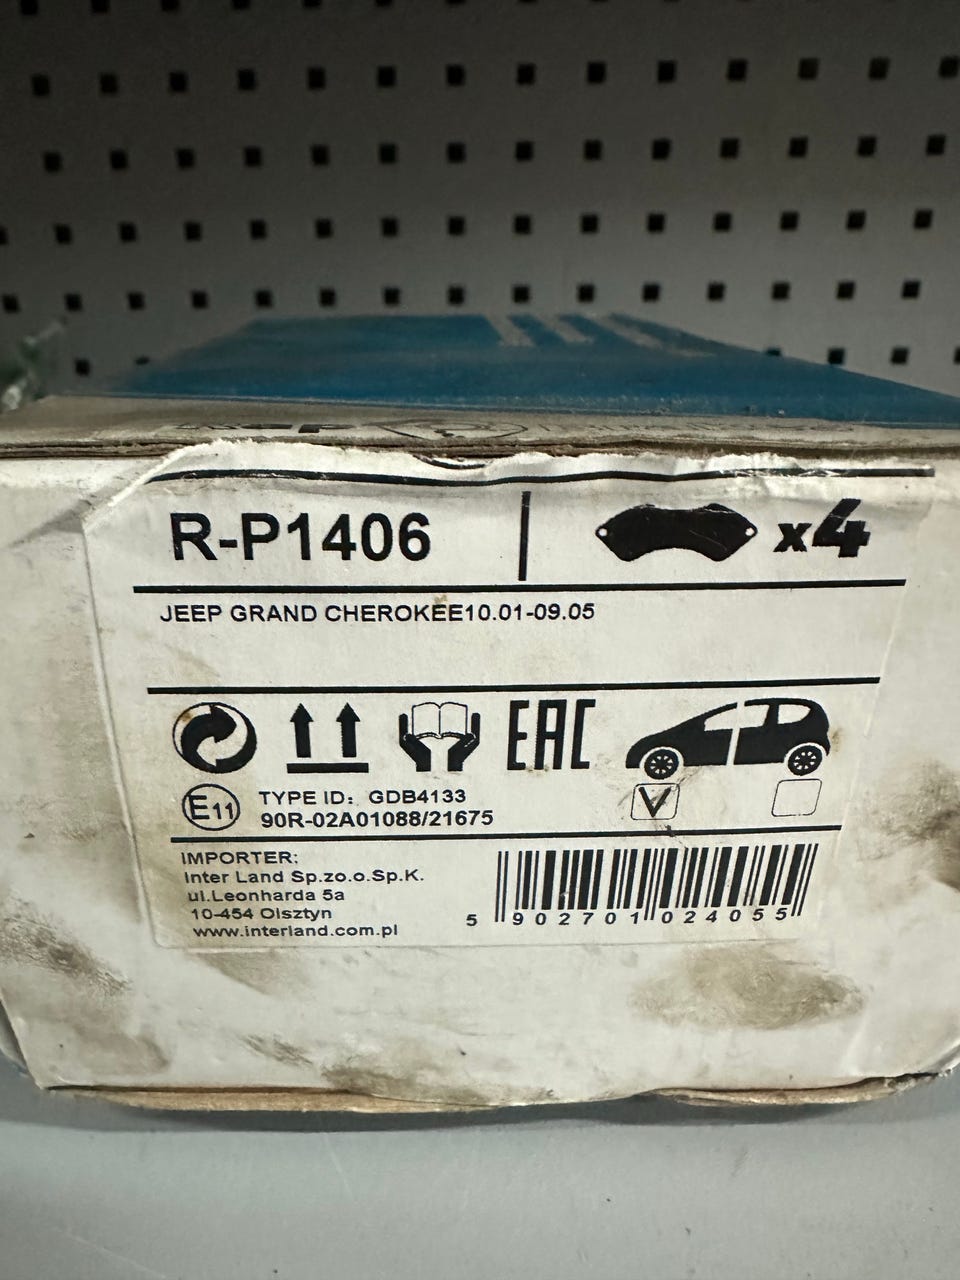 R-P1406
x4
JEEP GRAND CHEROKEE10.01-09.05
EAC
E11
TYPE ID: GDB4133
90R-02A01088/21675
V
IMPORTER:
Inter Land Sp.zo.o.Sp.K.
ul.Leonharda 5a
10-454 Olsztyn
www.interland.com.pl
5 902701 024055